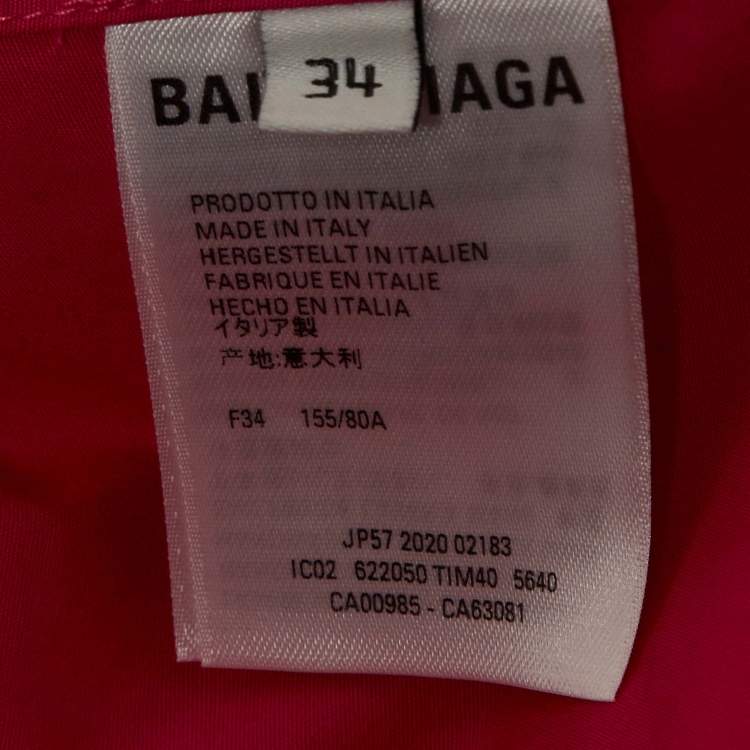 34
BAL IAGA
PRODOTTO IN ITALIA
MADE IN ITALY
HERGESTELLT IN ITALIEN
FABRIQUE EN ITALIE
HECHO EN ITALIA
イタリア製
产地:意大利
F34 155/80A
JP57 2020 02183
IC02 622050 TIM40 5640
CA00985 - CA63081